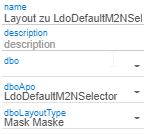 name
Layout zu LdoDefaultM2NSel
description
description
dbo
dboApo
LdoDefaultM2NSelector
dboLayoutType
Mask Maske